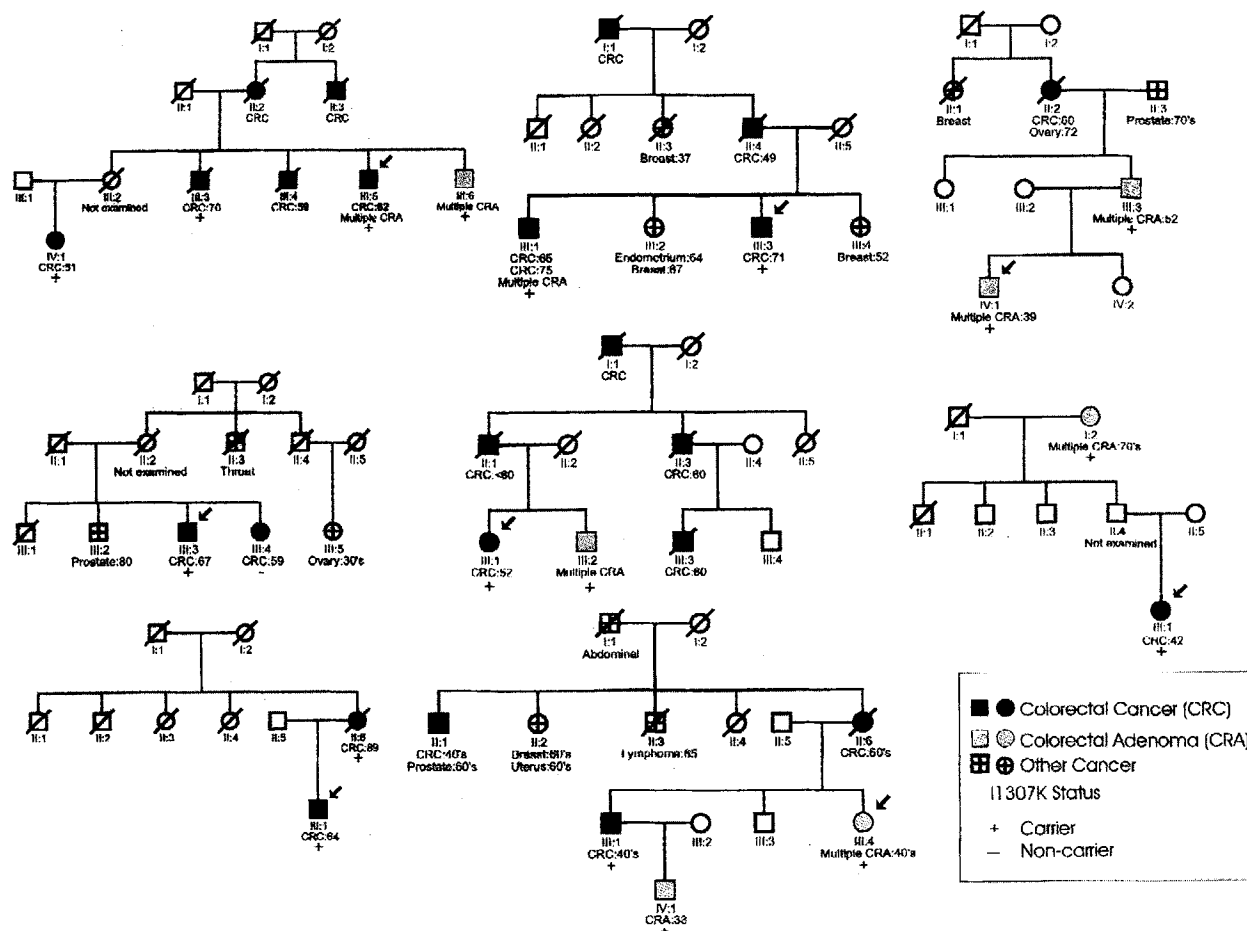 I:1 I:2
II:1 II:2 II:3
CRC CRC
III:1 III:2 III:3 III:4 III:5 III:6
Not examined CRC:70 CRC:59 CRC:62 Multiple CRA
Multiple CRA
+ + +
IV:1
CRC:51
+
I:1 I:2
CRC
II:1 II:2 II:3 II:4 II:5
Breast:37 CRC:49
III:1 III:2 III:3 III:4
CRC:65 Endometrium:64 CRC:71 Breast:52
CRC:75 Breast:67 +
Multiple CRA
+
I:1 I:2
II:1 II:2 II:3
Breast CRC:60 Prostate:70's
Ovary:72
III:1 III:2 III:3
Multiple CRA:52
+
IV:1 IV:2
Multiple CRA:39
+
I:1 I:2
II:1 II:2 II:3 II:4 II:5
Not examined Thrust
III:1 III:2 III:3 III:4 III:5
Prostate:80 CRC:67 CRC:59 Ovary:30's
+ -
I:1 I:2
CRC
II:1 II:2 II:3 II:4 II:5
CRC:<60 CRC:60
III:1 III:2 III:3 III:4
CRC:52 Multiple CRA CRC:60
+ +
I:1 I:2
Multiple CRA:70's
+
II:1 II:2 II:3 II:4 II:5
Not examined
III:1
CRC:42
+
I:1 I:2
II:1 II:2 II:3 II:4 II:5 II:6
CRC:89
+
III:1
CRC:64
+
I:1 I:2
Abdominal
II:1 II:2 II:3 II:4 II:5 II:6
CRC:40's Breast:60's Lymphoma:65 CRC:60's
Prostate:60's Uterus:60's
III:1 III:2 III:3 III:4
CRC:40's Multiple CRA:40's
+ +
IV:1
CRA:33
+
Colorectal Cancer (CRC)
Colorectal Adenoma (CRA)
Other Cancer
I1307K Status
+ Carrier
— Non-carrier